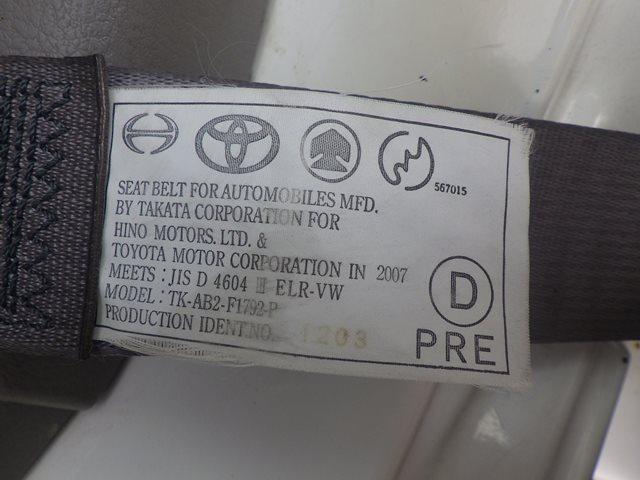 567015
SEAT BELT FOR AUTOMOBILES MFD.
BY TAKATA CORPORATION FOR
HINO MOTORS. LTD. &
TOYOTA MOTOR CORPORATION IN 2007
MEETS : JIS D 4604 Ⅲ ELR-VW
MODEL : TK-AB2-F1792-P
PRODUCTION IDENT.NO. 1203
D
PRE